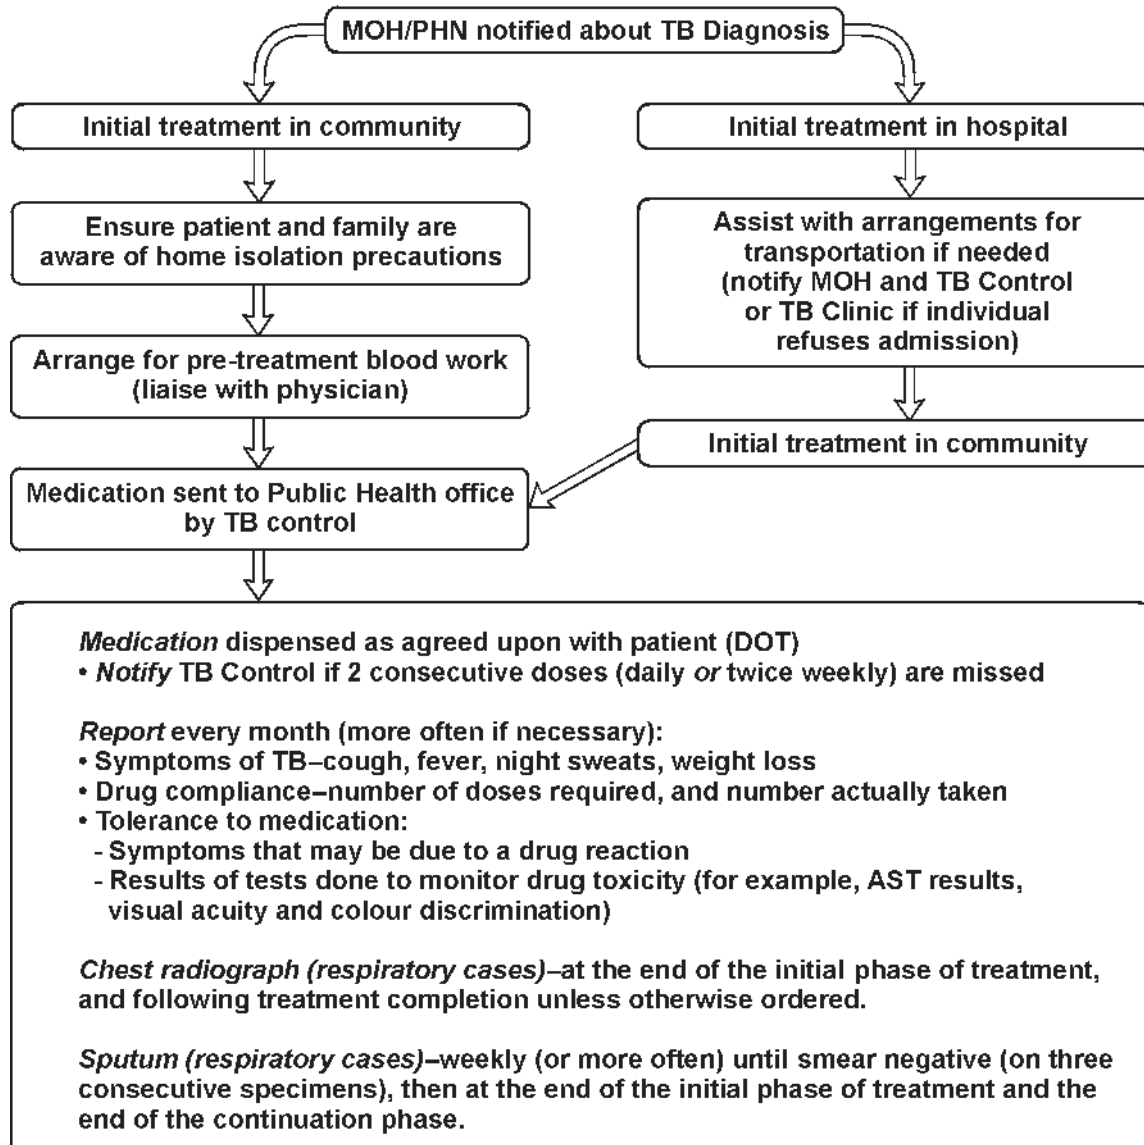 MOH/PHN notified about TB Diagnosis
Initial treatment in community
Ensure patient and family are
aware of home isolation precautions
Arrange for pre-treatment blood work
(liaise with physician)
Initial treatment in hospital
Assist with arrangements for
transportation if needed
(notify MOH and TB Control
or TB Clinic if individual
refuses admission)
Initial treatment in community
Medication sent to Public Health office
by TB control
Medication dispensed as agreed upon with patient (DOT)
• Notify TB Control if 2 consecutive doses (daily or twice weekly) are missed
Report every month (more often if necessary):
• Symptoms of TB–cough, fever, night sweats, weight loss
• Drug compliance–number of doses required, and number actually taken
• Tolerance to medication:
- Symptoms that may be due to a drug reaction
- Results of tests done to monitor drug toxicity (for example, AST results,
visual acuity and colour discrimination)
Chest radiograph (respiratory cases)–at the end of the initial phase of treatment,
and following treatment completion unless otherwise ordered.
Sputum (respiratory cases)–weekly (or more often) until smear negative (on three
consecutive specimens), then at the end of the initial phase of treatment and the
end of the continuation phase.